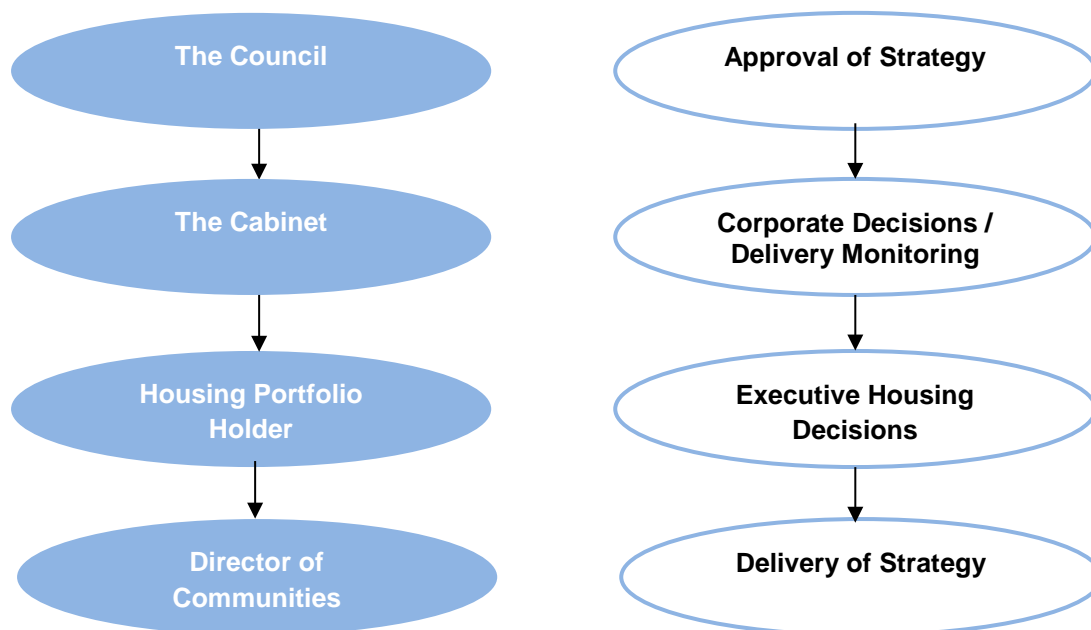 The Council
Approval of Strategy
The Cabinet
Corporate Decisions /
Delivery Monitoring
Housing Portfolio
Holder
Executive Housing
Decisions
Director of
Communities
Delivery of Strategy